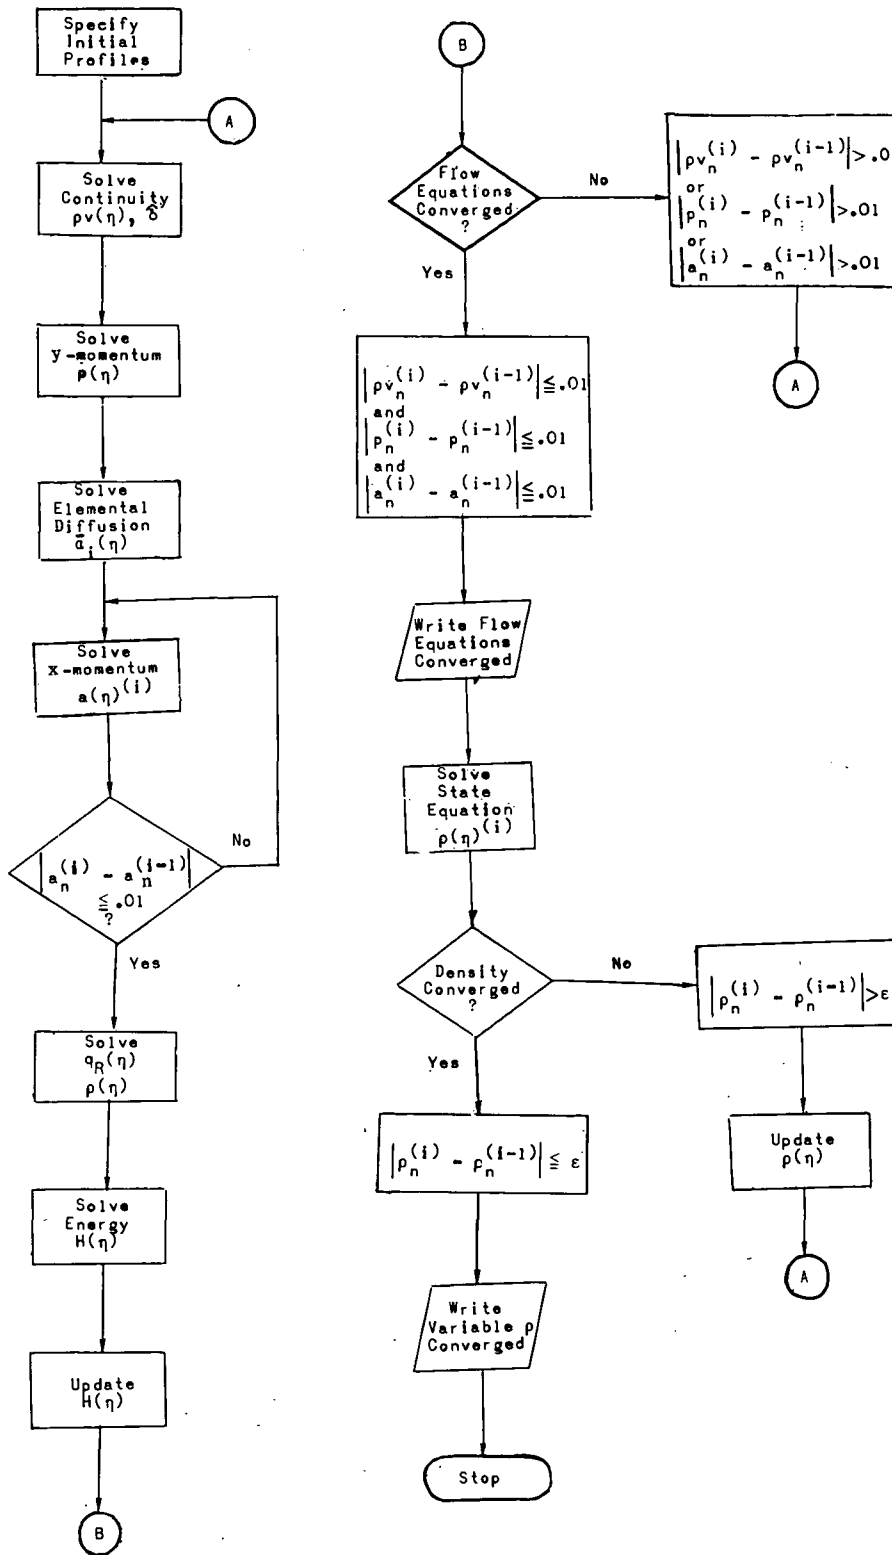 Specify
Initial
Profiles
A
Solve
Continuity
ρv(η), δ̂
Solve
y-momentum
p(η)
Solve
Elemental
Diffusion
α̃ᵢ(η)
Solve
x-momentum
a(η)^(i)
|a_n^(i) - a_n^(i-1)|
≦ .01
?
No
Yes
Solve
q_R(η)
ρ(η)
Solve
Energy
H(η)
Update
H(η)
B
B
Flow
Equations
Converged
?
No
Yes
|ρv_n^(i) - ρv_n^(i-1)| > .0
or
|p_n^(i) - p_n^(i-1)| > .01
or
|a_n^(i) - a_n^(i-1)| > .01
A
|ρv_n^(i) - ρv_n^(i-1)| ≦ .01
and
|p_n^(i) - p_n^(i-1)| ≦ .01
and
|a_n^(i) - a_n^(i-1)| ≦ .01
Write Flow
Equations
Converged
Solve
State
Equation
ρ(η)^(i)
Density
Converged
?
No
Yes
|ρ_n^(i) - ρ_n^(i-1)| > ε
Update
ρ(η)
A
|ρ_n^(i) - ρ_n^(i-1)| ≦ ε
Write
Variable ρ
Converged
Stop